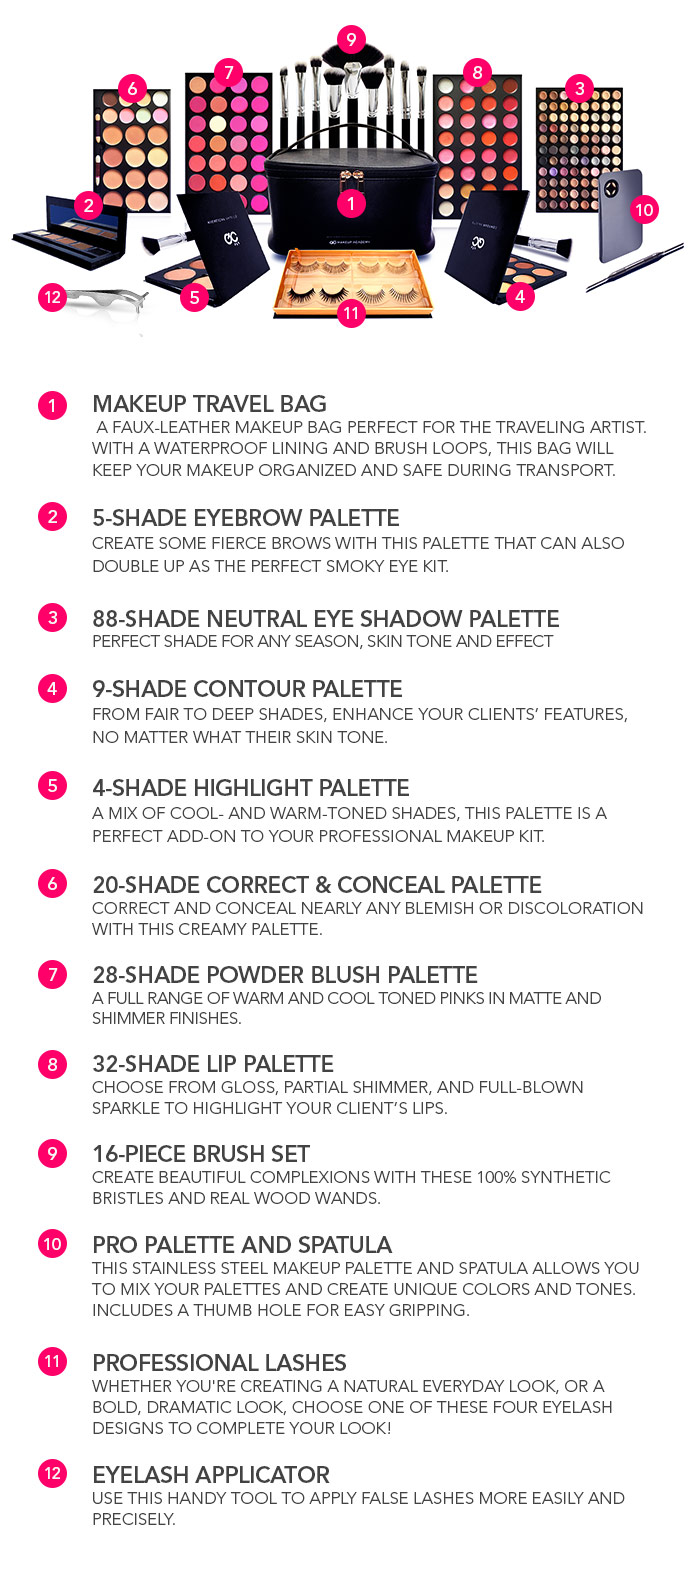 9
7
8
6
3
2
1
10
12
5
4
11
MAKEUP ACADEMY
1
MAKEUP TRAVEL BAG
A FAUX-LEATHER MAKEUP BAG PERFECT FOR THE TRAVELING ARTIST.
WITH A WATERPROOF LINING AND BRUSH LOOPS, THIS BAG WILL
KEEP YOUR MAKEUP ORGANIZED AND SAFE DURING TRANSPORT.
2
5-SHADE EYEBROW PALETTE
CREATE SOME FIERCE BROWS WITH THIS PALETTE THAT CAN ALSO
DOUBLE UP AS THE PERFECT SMOKY EYE KIT.
3
88-SHADE NEUTRAL EYE SHADOW PALETTE
PERFECT SHADE FOR ANY SEASON, SKIN TONE AND EFFECT
4
9-SHADE CONTOUR PALETTE
FROM FAIR TO DEEP SHADES, ENHANCE YOUR CLIENTS’ FEATURES,
NO MATTER WHAT THEIR SKIN TONE.
5
4-SHADE HIGHLIGHT PALETTE
A MIX OF COOL- AND WARM-TONED SHADES, THIS PALETTE IS A
PERFECT ADD-ON TO YOUR PROFESSIONAL MAKEUP KIT.
6
20-SHADE CORRECT & CONCEAL PALETTE
CORRECT AND CONCEAL NEARLY ANY BLEMISH OR DISCOLORATION
WITH THIS CREAMY PALETTE.
7
28-SHADE POWDER BLUSH PALETTE
A FULL RANGE OF WARM AND COOL TONED PINKS IN MATTE AND
SHIMMER FINISHES.
8
32-SHADE LIP PALETTE
CHOOSE FROM GLOSS, PARTIAL SHIMMER, AND FULL-BLOWN
SPARKLE TO HIGHLIGHT YOUR CLIENT’S LIPS.
9
16-PIECE BRUSH SET
CREATE BEAUTIFUL COMPLEXIONS WITH THESE 100% SYNTHETIC
BRISTLES AND REAL WOOD WANDS.
10
PRO PALETTE AND SPATULA
THIS STAINLESS STEEL MAKEUP PALETTE AND SPATULA ALLOWS YOU
TO MIX YOUR PALETTES AND CREATE UNIQUE COLORS AND TONES.
INCLUDES A THUMB HOLE FOR EASY GRIPPING.
11
PROFESSIONAL LASHES
WHETHER YOU'RE CREATING A NATURAL EVERYDAY LOOK, OR A
BOLD, DRAMATIC LOOK, CHOOSE ONE OF THESE FOUR EYELASH
DESIGNS TO COMPLETE YOUR LOOK!
12
EYELASH APPLICATOR
USE THIS HANDY TOOL TO APPLY FALSE LASHES MORE EASILY AND
PRECISELY.